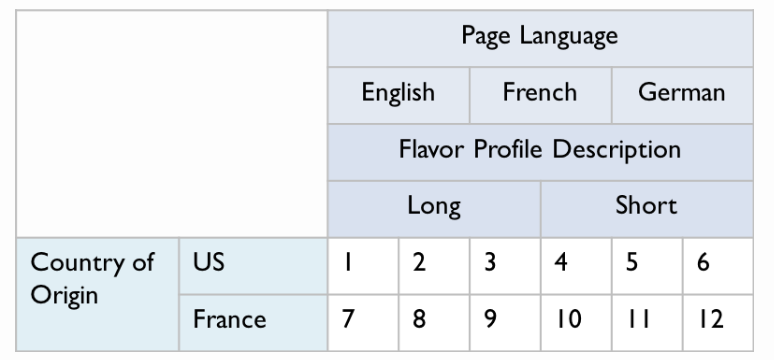 Page Language
English French German
Flavor Profile Description
Long Short
Country of Origin US 1 2 3 4 5 6
France 7 8 9 10 11 12